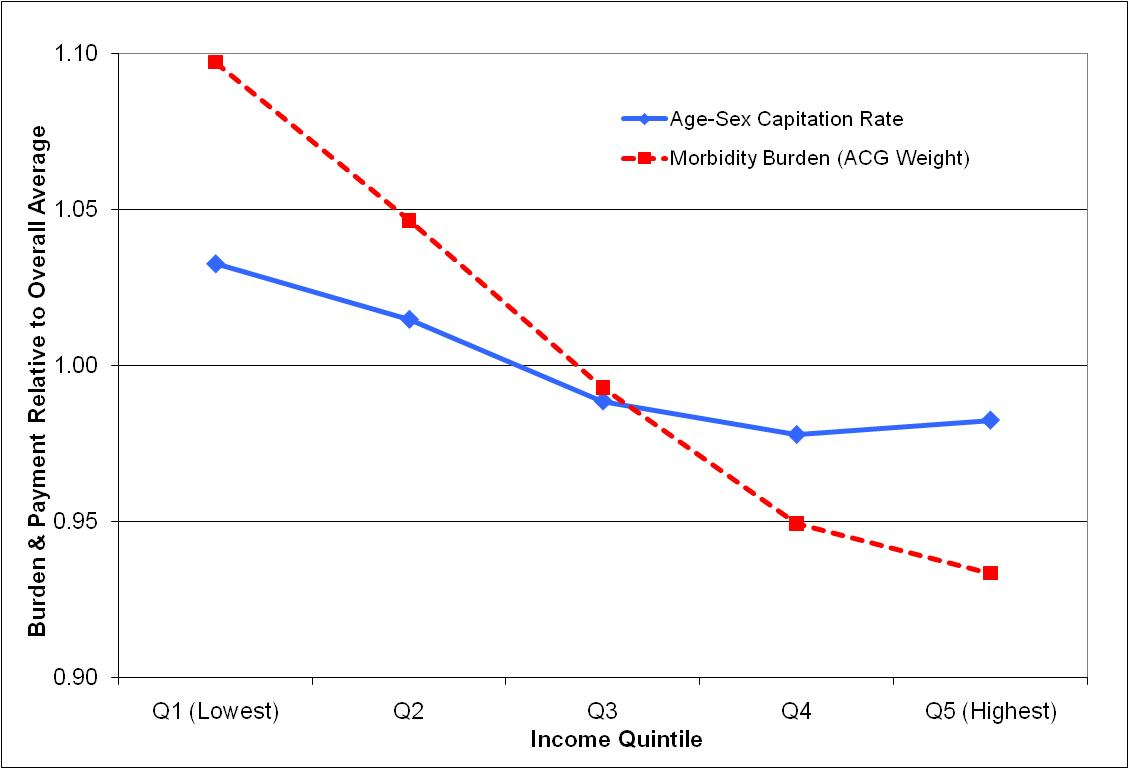 Burden & Payment Relative to Overall Average
1.10
1.05
1.00
0.95
0.90
Age-Sex Capitation Rate
Morbidity Burden (ACG Weight)
Q1 (Lowest)
Q2
Q3
Q4
Q5 (Highest)
Income Quintile